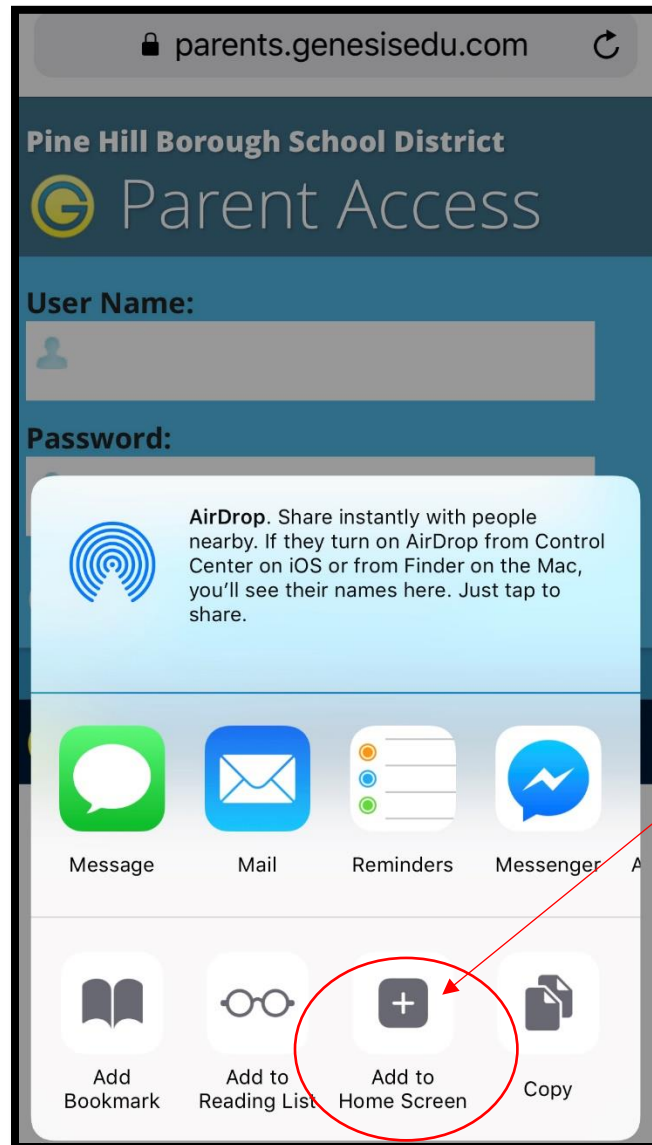 parents.genesisedu.com
Pine Hill Borough School District
G Parent Access
User Name:
Password:
AirDrop. Share instantly with people
nearby. If they turn on AirDrop from Control
Center on iOS or from Finder on the Mac,
you'll see their names here. Just tap to
share.
Message Mail Reminders Messenger A
Add Bookmark
Add to Reading List
Add to Home Screen
Copy